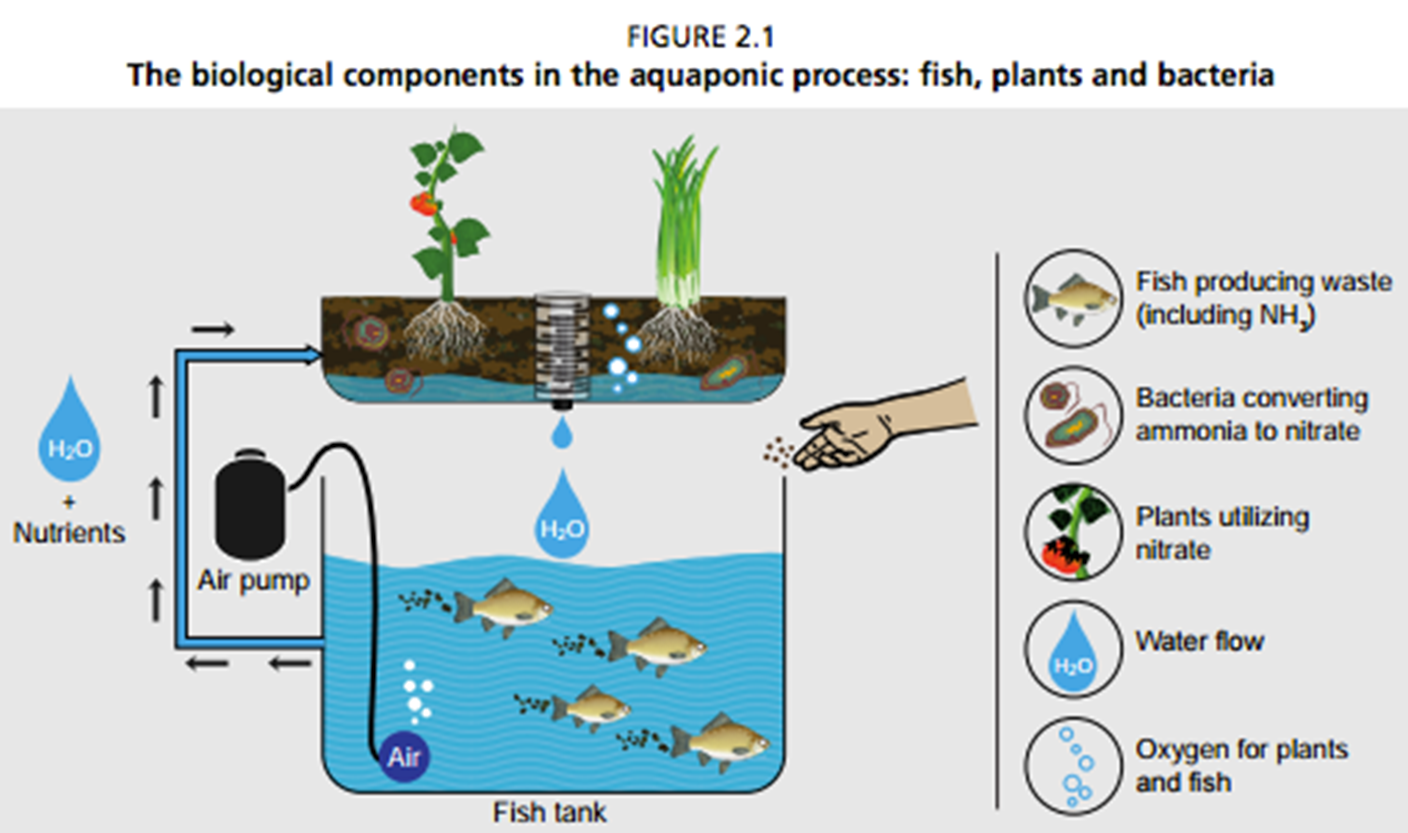 FIGURE 2.1
The biological components in the aquaponic process: fish, plants and bacteria
H₂O
+
Nutrients
Air pump
H₂O
Air
Fish tank
Fish producing waste
(including NH₃)
Bacteria converting
ammonia to nitrate
Plants utilizing
nitrate
H₂O
Water flow
Oxygen for plants
and fish